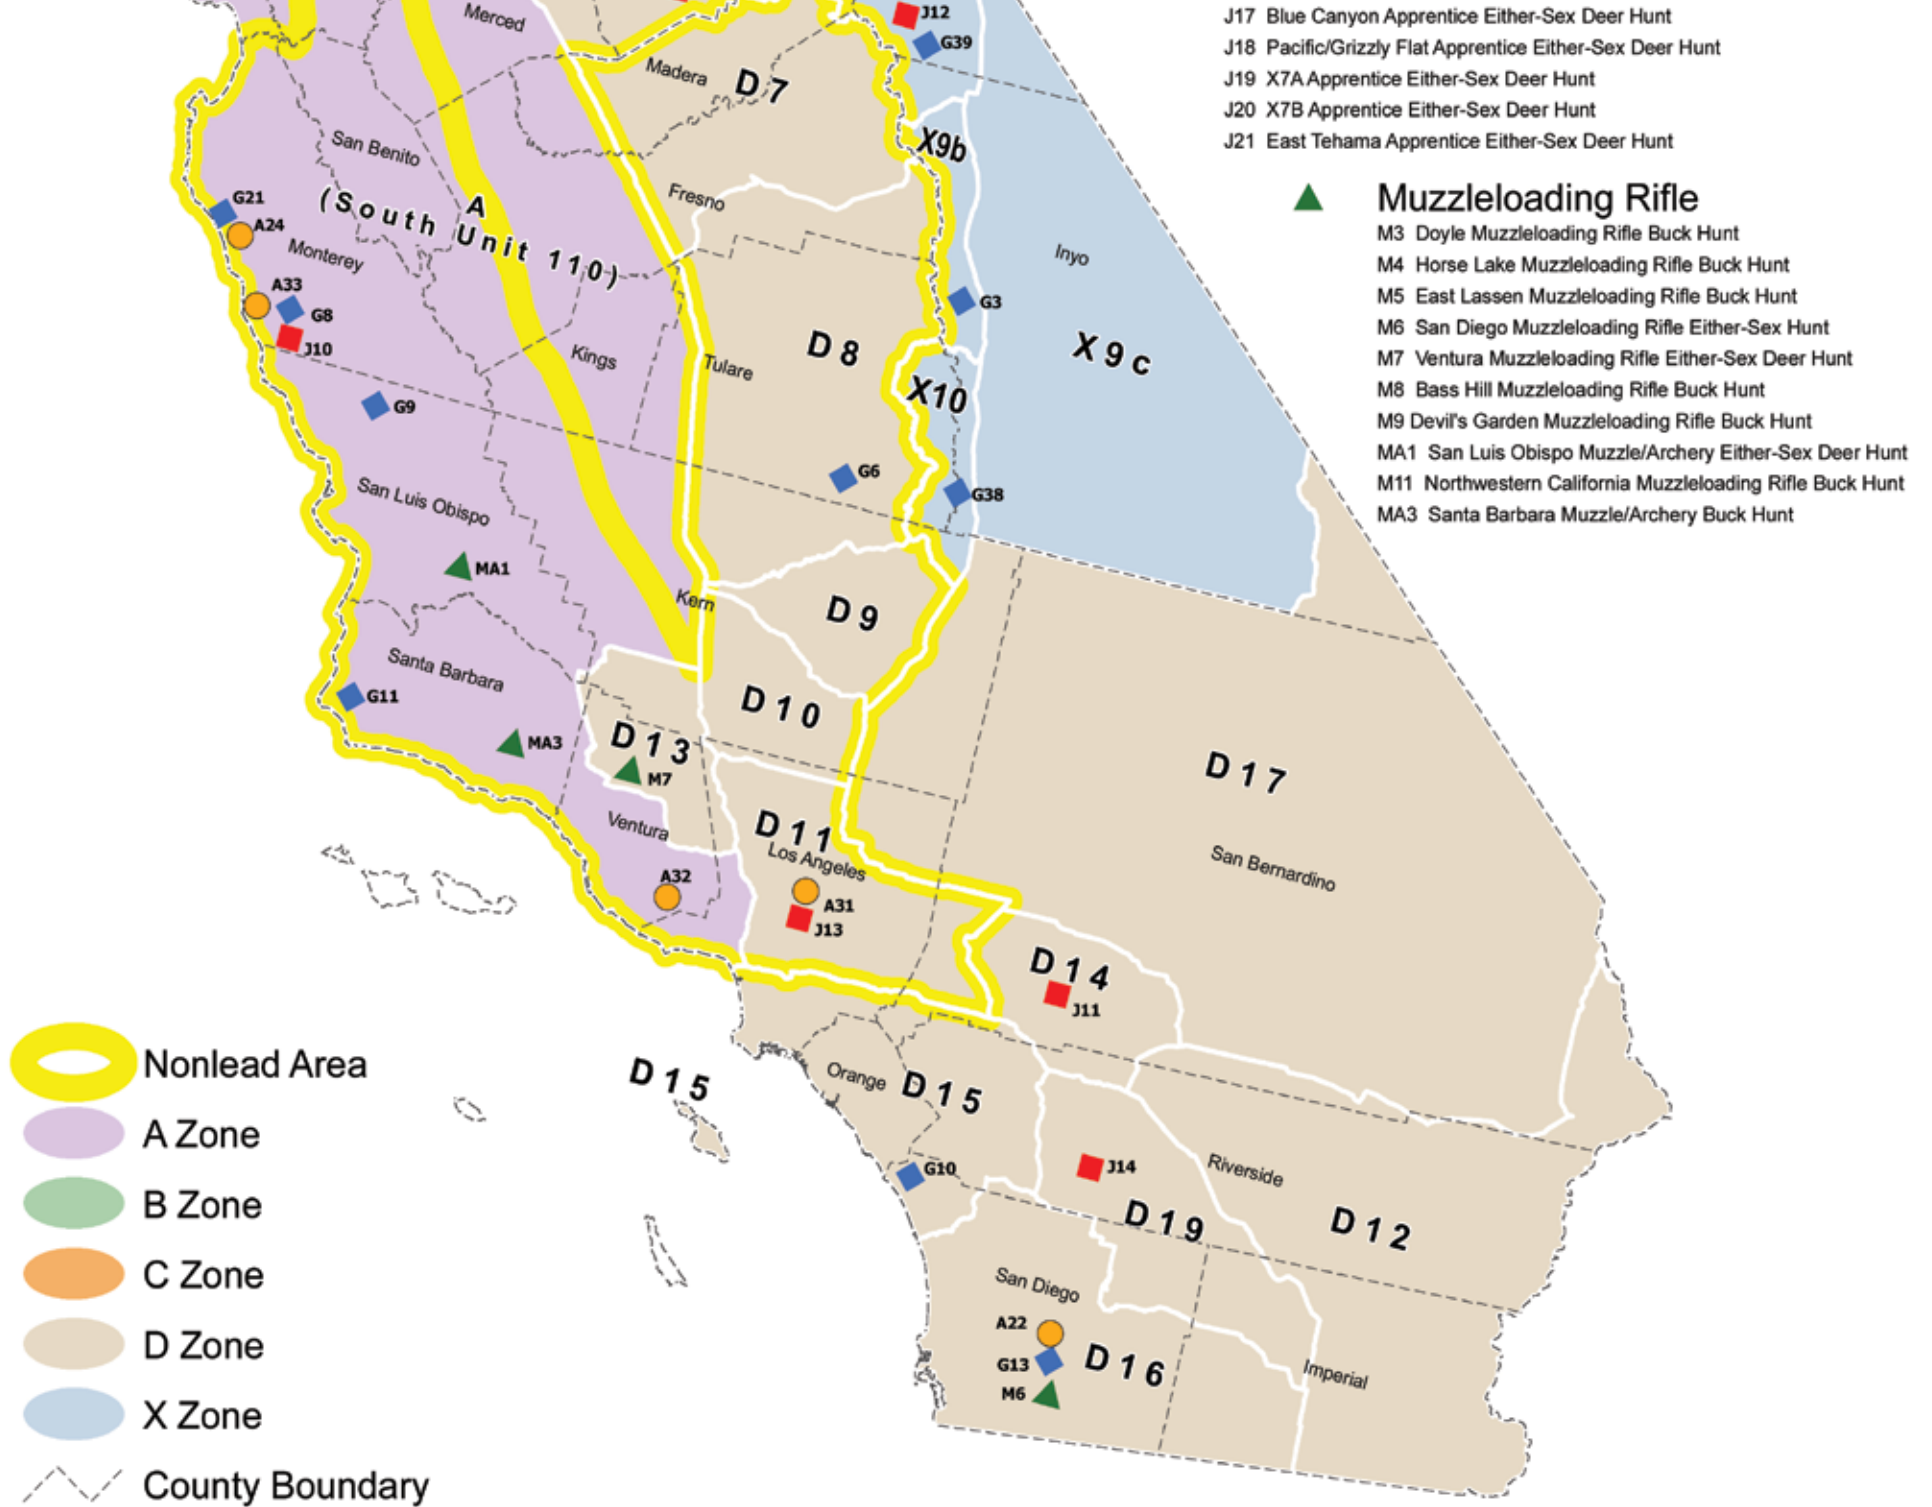 J17 Blue Canyon Apprentice Either-Sex Deer Hunt
J18 Pacific/Grizzly Flat Apprentice Either-Sex Deer Hunt
J19 X7A Apprentice Either-Sex Deer Hunt
J20 X7B Apprentice Either-Sex Deer Hunt
J21 East Tehama Apprentice Either-Sex Deer Hunt
Muzzleloading Rifle
M3 Doyle Muzzleloading Rifle Buck Hunt
M4 Horse Lake Muzzleloading Rifle Buck Hunt
M5 East Lassen Muzzleloading Rifle Buck Hunt
M6 San Diego Muzzleloading Rifle Either-Sex Hunt
M7 Ventura Muzzleloading Rifle Either-Sex Deer Hunt
M8 Bass Hill Muzzleloading Rifle Buck Hunt
M9 Devil's Garden Muzzleloading Rifle Buck Hunt
MA1 San Luis Obispo Muzzle/Archery Either-Sex Deer Hunt
M11 Northwestern California Muzzleloading Rifle Buck Hunt
MA3 Santa Barbara Muzzle/Archery Buck Hunt
Merced
J12
G39
Madera
D 7
San Benito
X9b
Fresno
G21
A24
A
(South Unit 110)
Monterey
Inyo
A33
G8
J10
G3
Kings
Tulare
D 8
X 9 c
X10
G9
G6
G38
San Luis Obispo
MA1
Kern
D 9
Santa Barbara
G11
D 10
MA3
D 13
M7
D 17
Ventura
D 11
Los Angeles
San Bernardino
A32
A31
J13
D 14
J11
D 15
Orange
D 15
G10
J14
Riverside
D 19
D 12
San Diego
A22
G13
M6
D 16
Imperial
Nonlead Area
A Zone
B Zone
C Zone
D Zone
X Zone
County Boundary